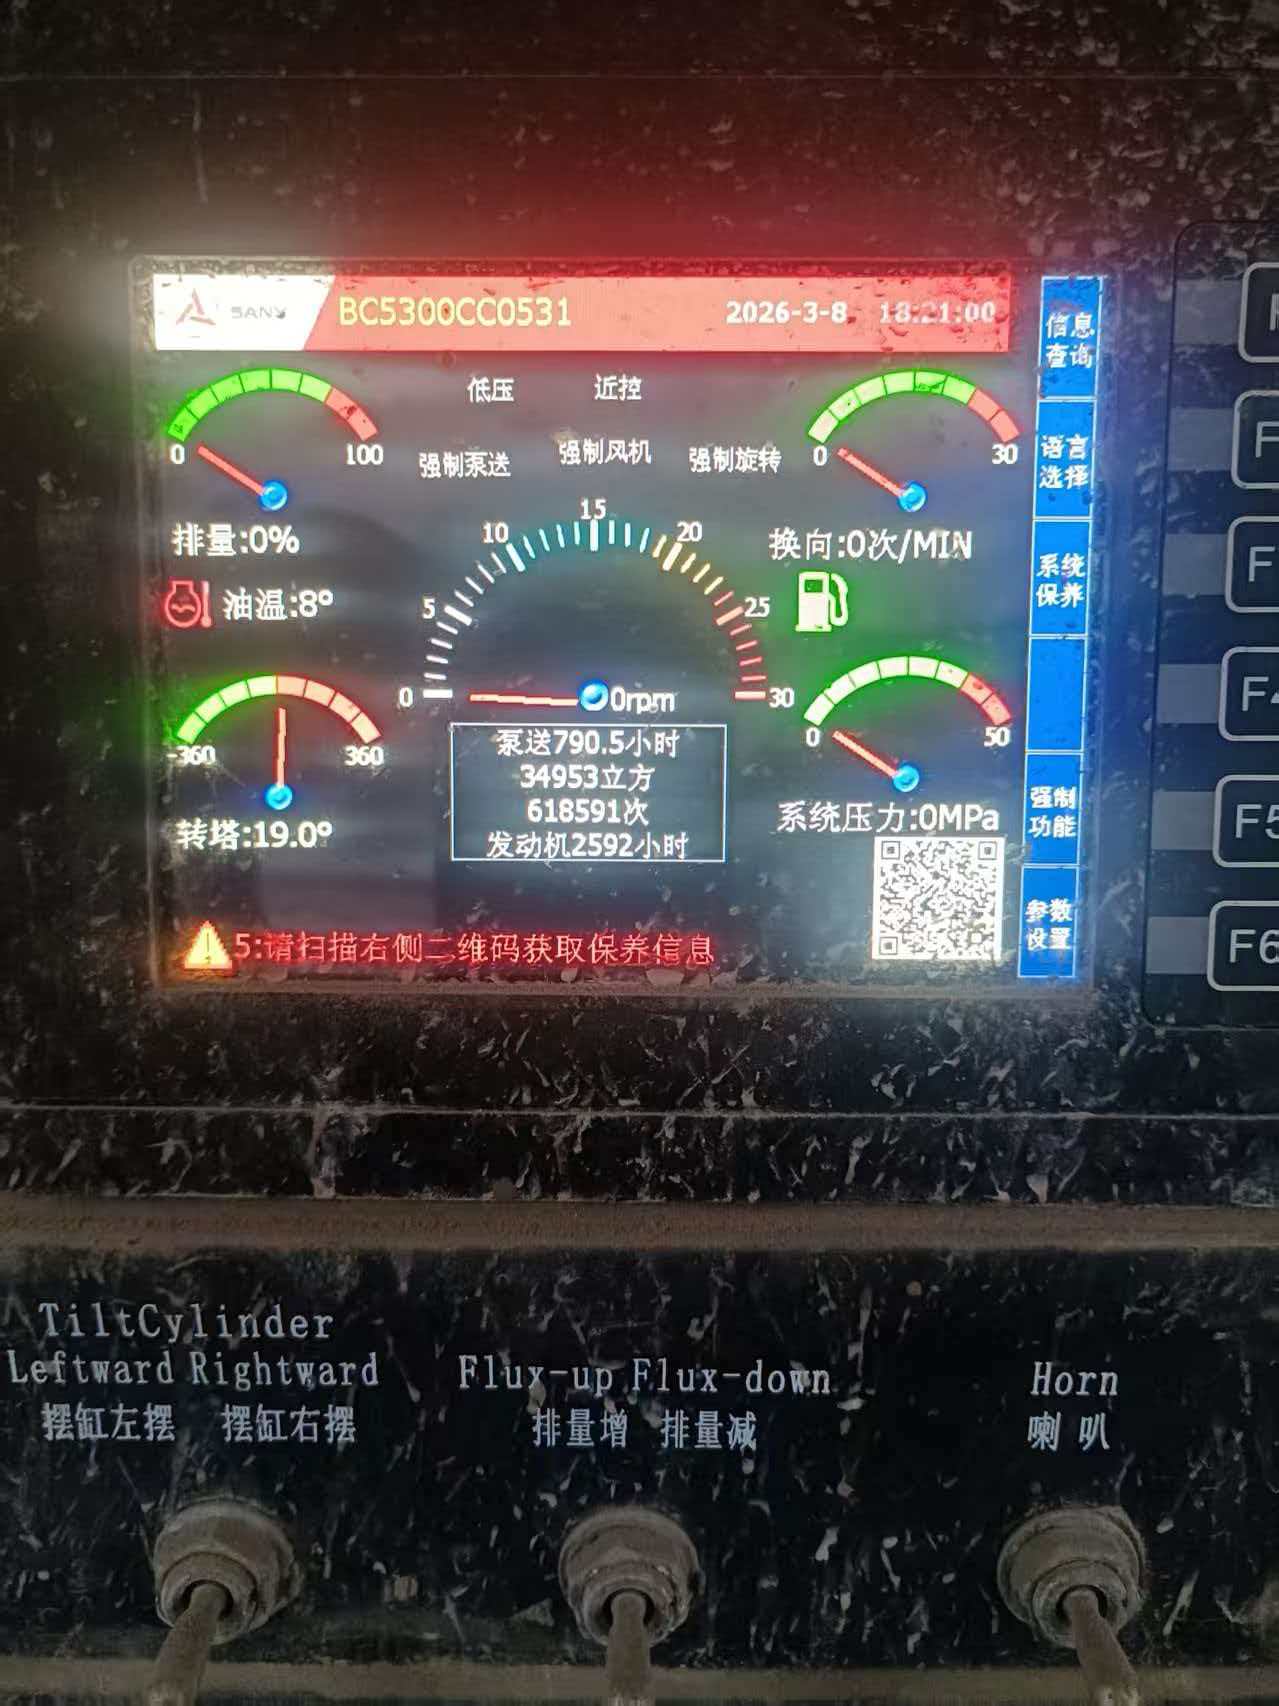 SANY
BC5300CC0531
2026-3-8 18:21:00
信息
查询
低压 近控
0 100
强制泵送 强制风机 强制旋转
0 30
语言
选择
排量:0%
换向:0次/MIN
油温:8°
系统
保养
0 5 10 15 20 25 30
0rpm
-360 360
转塔:19.0°
0 50
系统压力:0MPa
泵送790.5小时
34953立方
618591次
发动机2592小时
强制
功能
参数
设置
5:请扫描右侧二维码获取保养信息
F
F
F4
F5
F6
TiltCylinder
Leftward Rightward
摆缸左摆 摆缸右摆
Flux-up Flux-down
排量增 排量减
Horn
喇叭